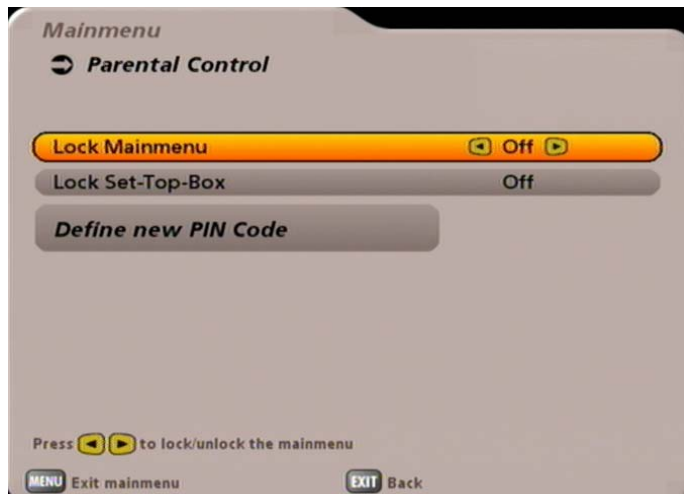 Mainmenu
Parental Control
Lock Mainmenu Off
Lock Set-Top-Box Off
Define new PIN Code
Press to lock/unlock the mainmenu
MENU Exit mainmenu EXIT Back